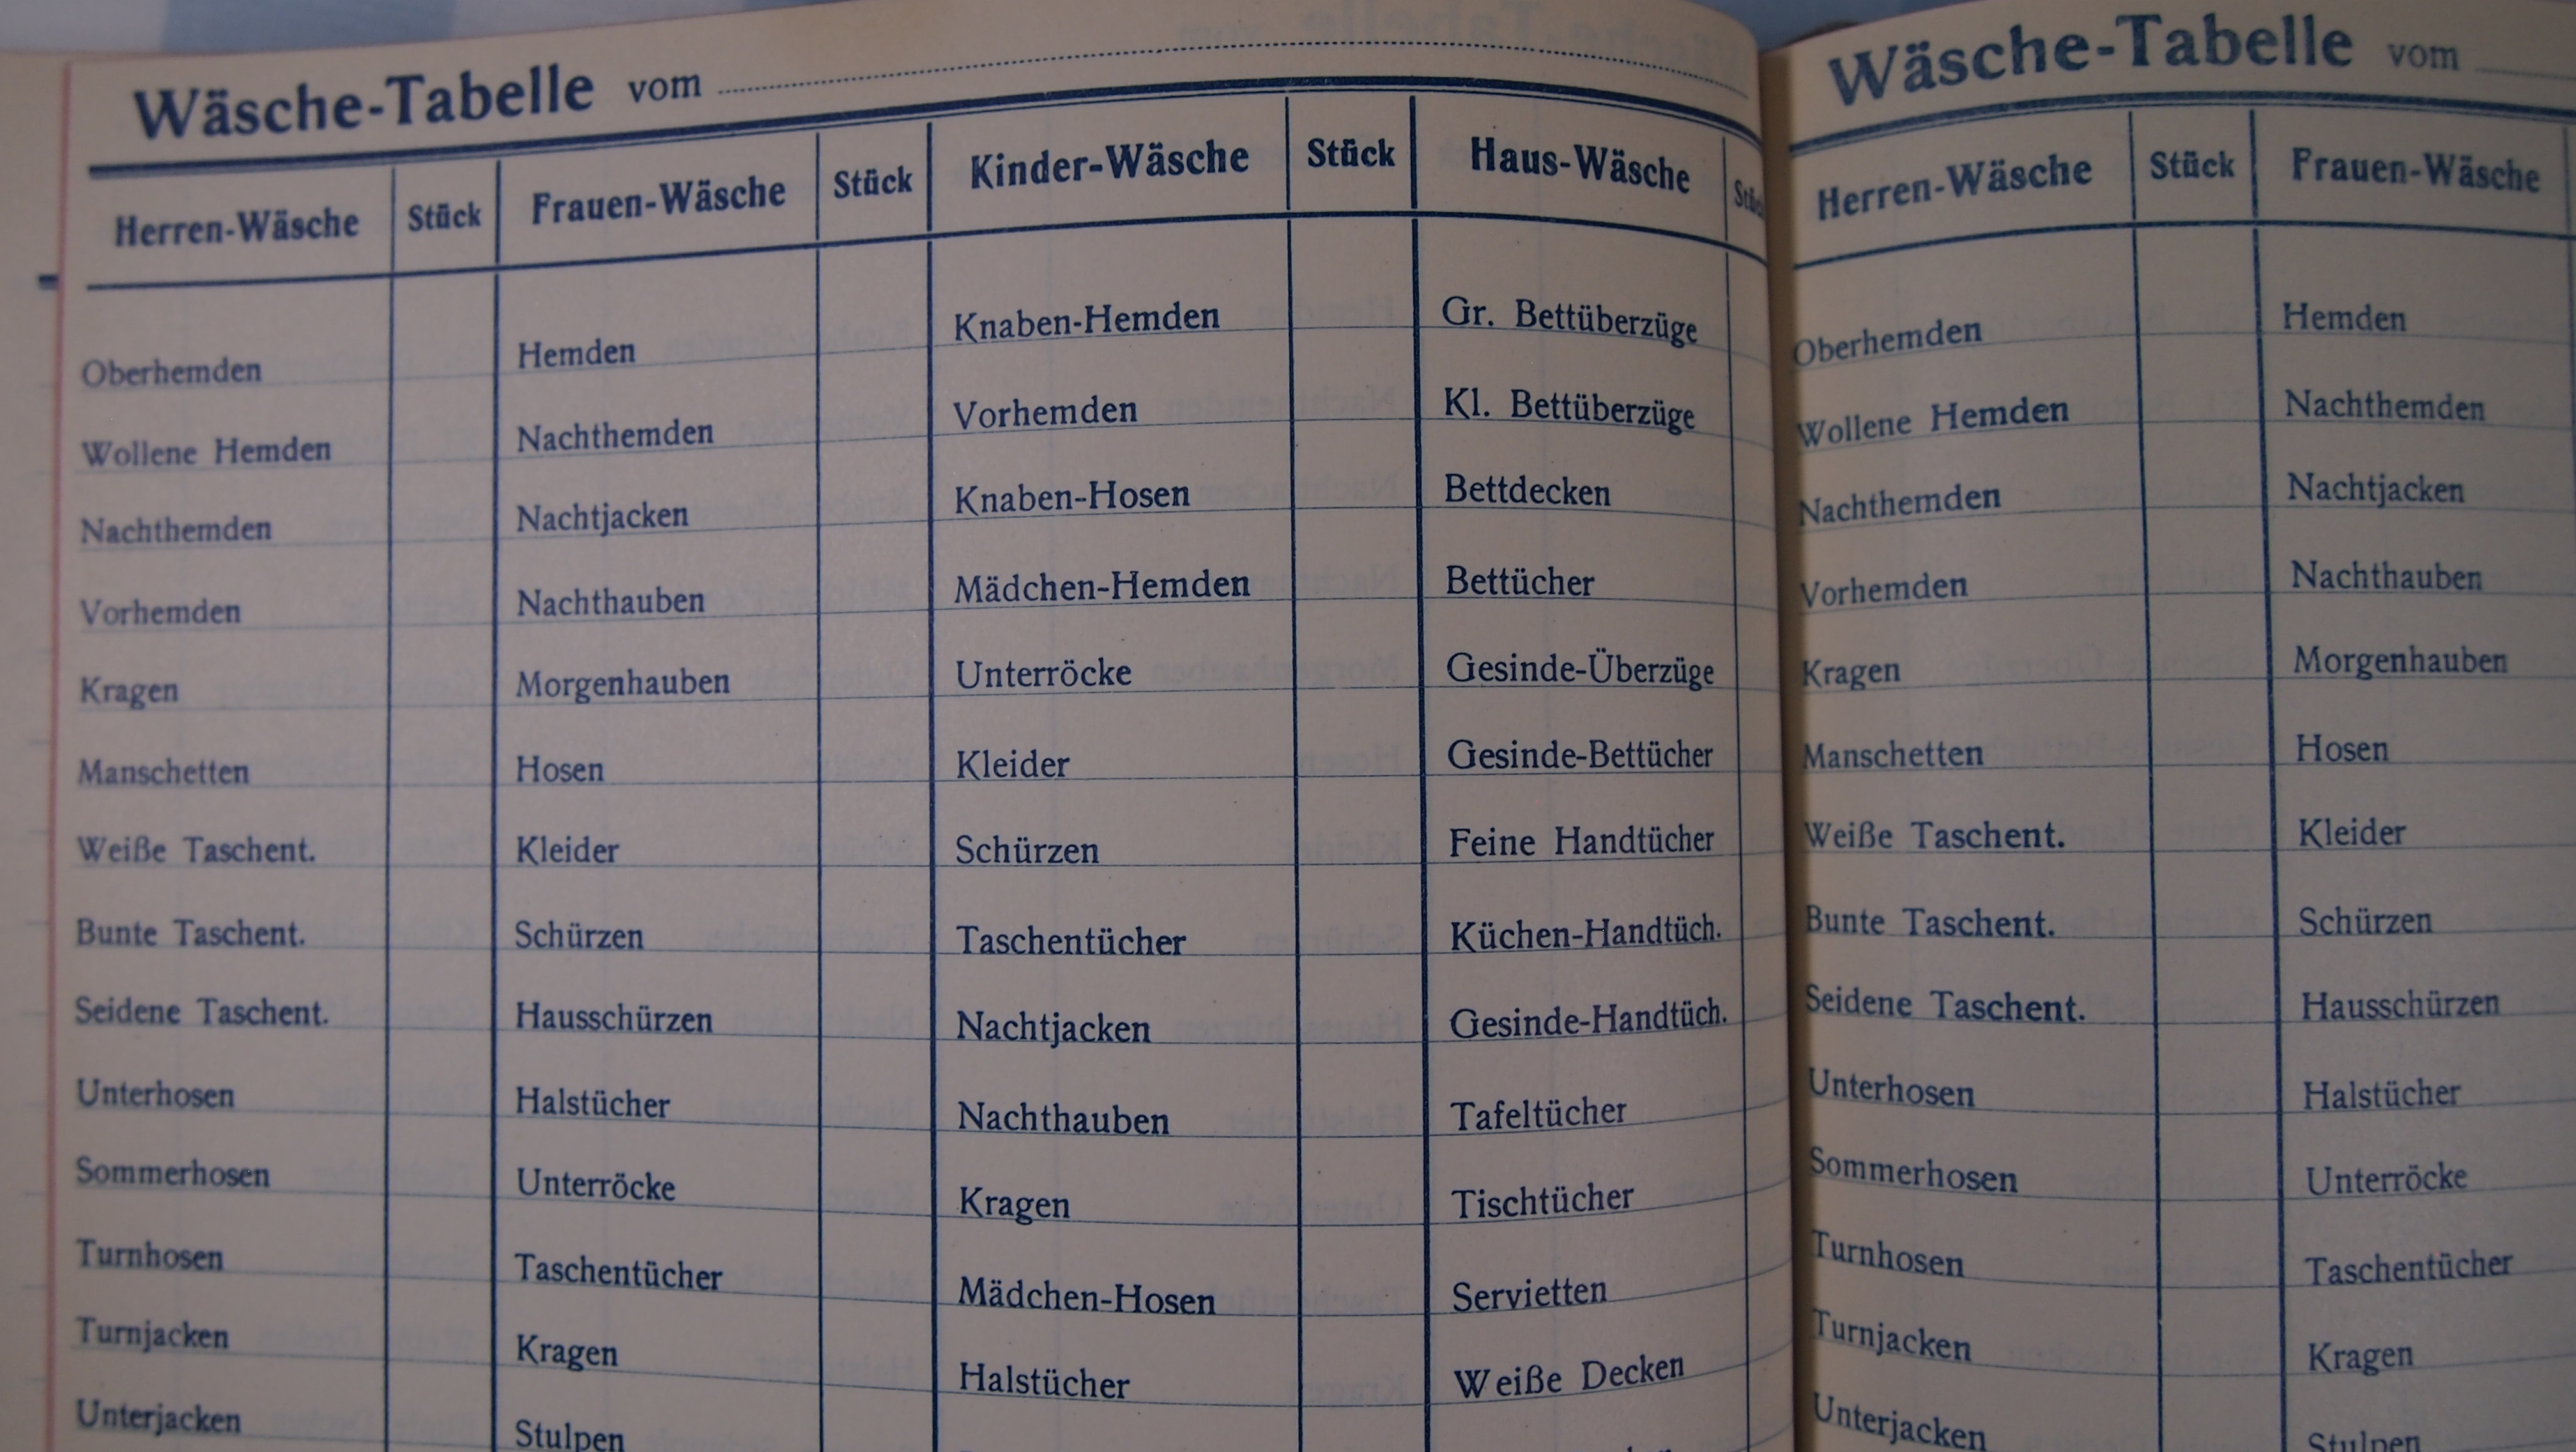 Wäsche-Tabelle vom
Herren-Wäsche Stück Frauen-Wäsche Stück Kinder-Wäsche Stück Haus-Wäsche
Oberhemden Hemden Knaben-Hemden Gr. Bettüberzüge
Wollene Hemden Nachthemden Vorhemden Kl. Bettüberzüge
Nachthemden Nachtjacken Knaben-Hosen Bettdecken
Vorhemden Nachthauben Mädchen-Hemden Bettücher
Kragen Morgenhauben Unterröcke Gesinde-Überzüge
Manschetten Hosen Kleider Gesinde-Bettücher
Weiße Taschent. Kleider Schürzen Feine Handtücher
Bunte Taschent. Schürzen Taschentücher Küchen-Handtüch.
Seidene Taschent. Hausschürzen Nachtjacken Gesinde-Handtüch.
Unterhosen Halstücher Nachthauben Tafeltücher
Sommerhosen Unterröcke Kragen Tischtücher
Turnhosen Taschentücher Mädchen-Hosen Servietten
Turnjacken Kragen Halstücher Weiße Decken
Unterjacken Stulpen
Wäsche-Tabelle vom
Herren-Wäsche Stück Frauen-Wäsche
Oberhemden Hemden
Wollene Hemden Nachthemden
Nachthemden Nachtjacken
Vorhemden Nachthauben
Kragen Morgenhauben
Manschetten Hosen
Weiße Taschent. Kleider
Bunte Taschent. Schürzen
Seidene Taschent. Hausschürzen
Unterhosen Halstücher
Sommerhosen Unterröcke
Turnhosen Taschentücher
Turnjacken Kragen
Unterjacken Stulpen